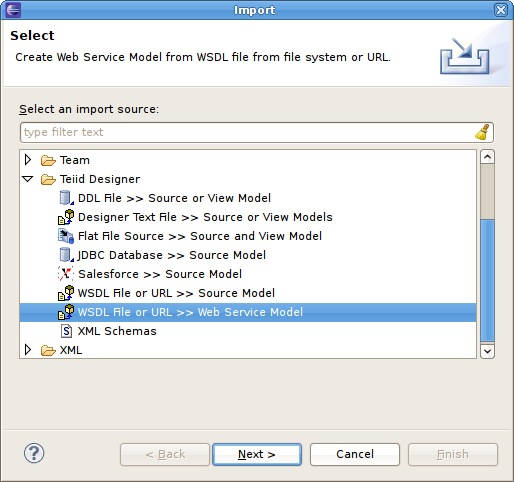 Import
Select
Create Web Service Model from WSDL file from file system or URL.
Select an import source:
type filter text
Team
Teiid Designer
DDL File >> Source or View Model
Designer Text File >> Source or View Models
Flat File Source >> Source and View Model
JDBC Database >> Source Model
Salesforce >> Source Model
WSDL File or URL >> Source Model
WSDL File or URL >> Web Service Model
XML Schemas
XML
? < Back Next > Cancel Finish